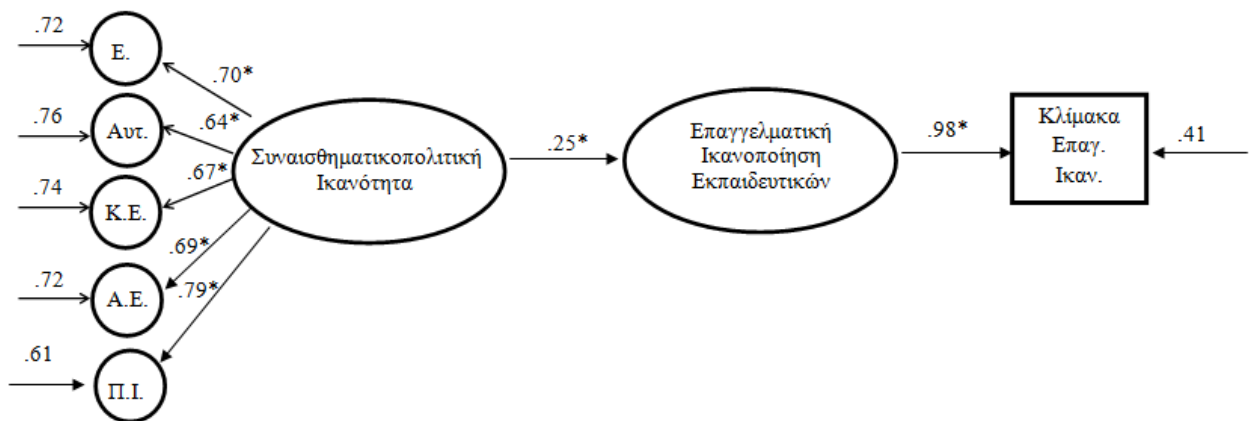 .72
Ε.
.70*
.76
Αυτ.
.64*
.74
Κ.Ε.
.67*
.72
Α.Ε.
.69*
.61
Π.Ι.
.79*
Συναισθηματικοπολιτική
Ικανότητα
.25*
Επαγγελματική
Ικανοποίηση
Εκπαιδευτικών
.98*
Κλίμακα
Επαγ.
Ικαν.
.41